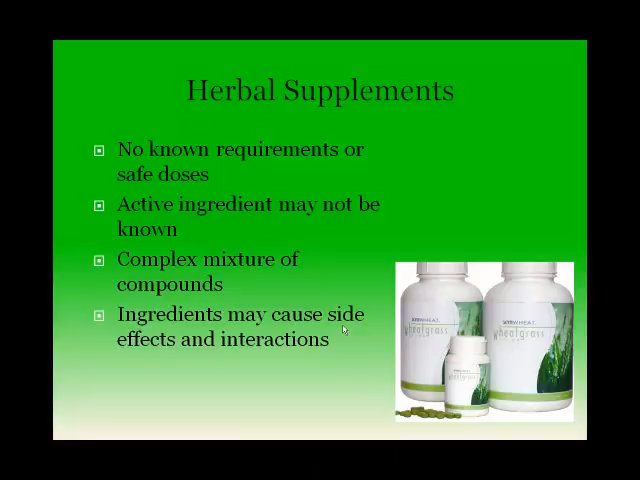 Herbal Supplements
No known requirements or
safe doses
Active ingredient may not be
known
Complex mixture of
compounds
Ingredients may cause side
effects and interactions
wheatgrass
wheatgrass
wheatgrass